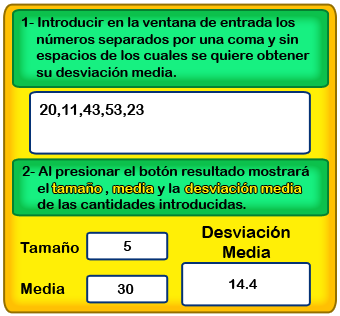 1- Introducir en la ventana de entrada los
números separados por una coma y sin
espacios de los cuales se quiere obtener
su desviación media.
20,11,43,53,23
2- Al presionar el botón resultado mostrará
el tamaño , media y la desviación media
de las cantidades introducidas.
Tamaño 5
Desviación
Media
Media 30
14.4